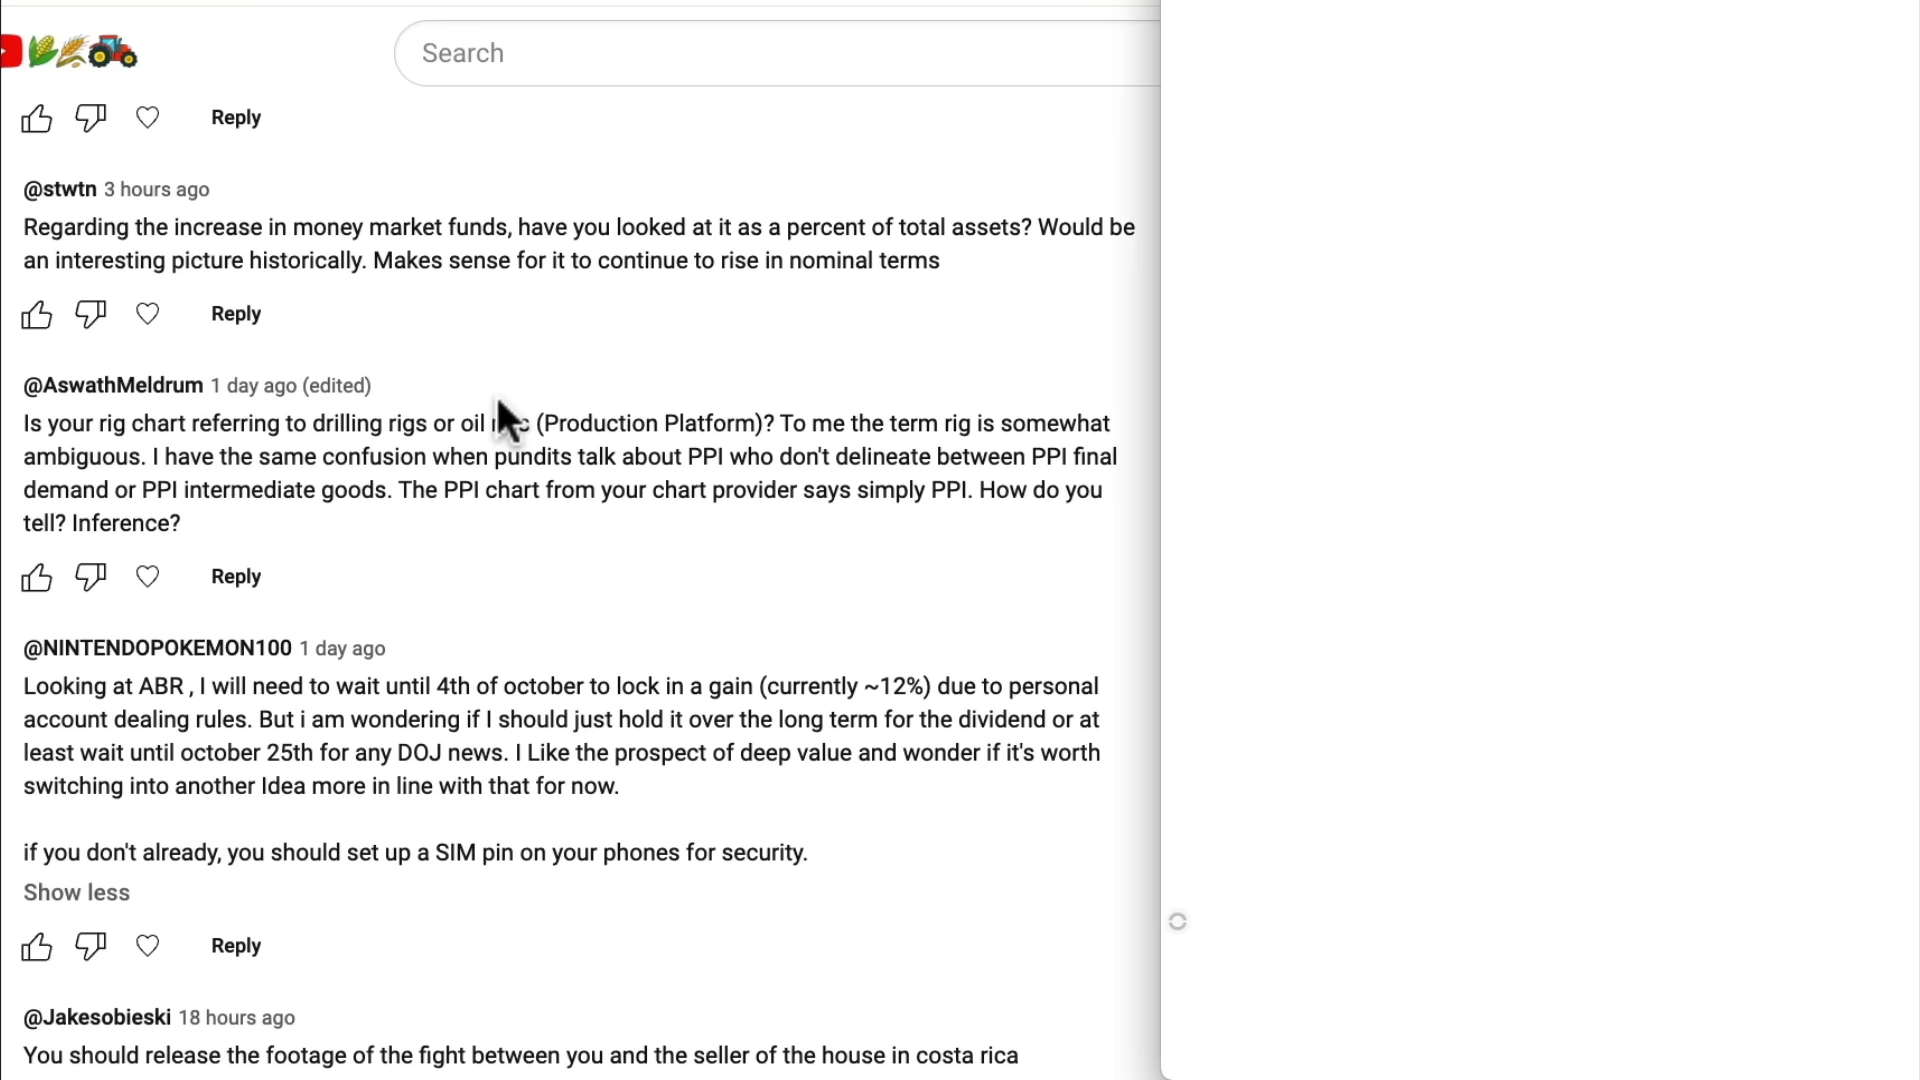 Search
Reply
@stwtn 3 hours ago
Regarding the increase in money market funds, have you looked at it as a percent of total assets? Would be
an interesting picture historically. Makes sense for it to continue to rise in nominal terms
Reply
@AswathMeldrum 1 day ago (edited)
Is your rig chart referring to drilling rigs or oil (Production Platform)? To me the term rig is somewhat
ambiguous. I have the same confusion when pundits talk about PPI who don't delineate between PPI final
demand or PPI intermediate goods. The PPI chart from your chart provider says simply PPI. How do you
tell? Inference?
Reply
@NINTENDOPOKEMON100 1 day ago
Looking at ABR , I will need to wait until 4th of october to lock in a gain (currently ~12%) due to personal
account dealing rules. But i am wondering if I should just hold it over the long term for the dividend or at
least wait until october 25th for any DOJ news. I Like the prospect of deep value and wonder if it's worth
switching into another Idea more in line with that for now.
if you don't already, you should set up a SIM pin on your phones for security.
Show less
Reply
@Jakesobieski 18 hours ago
You should release the footage of the fight between you and the seller of the house in costa rica